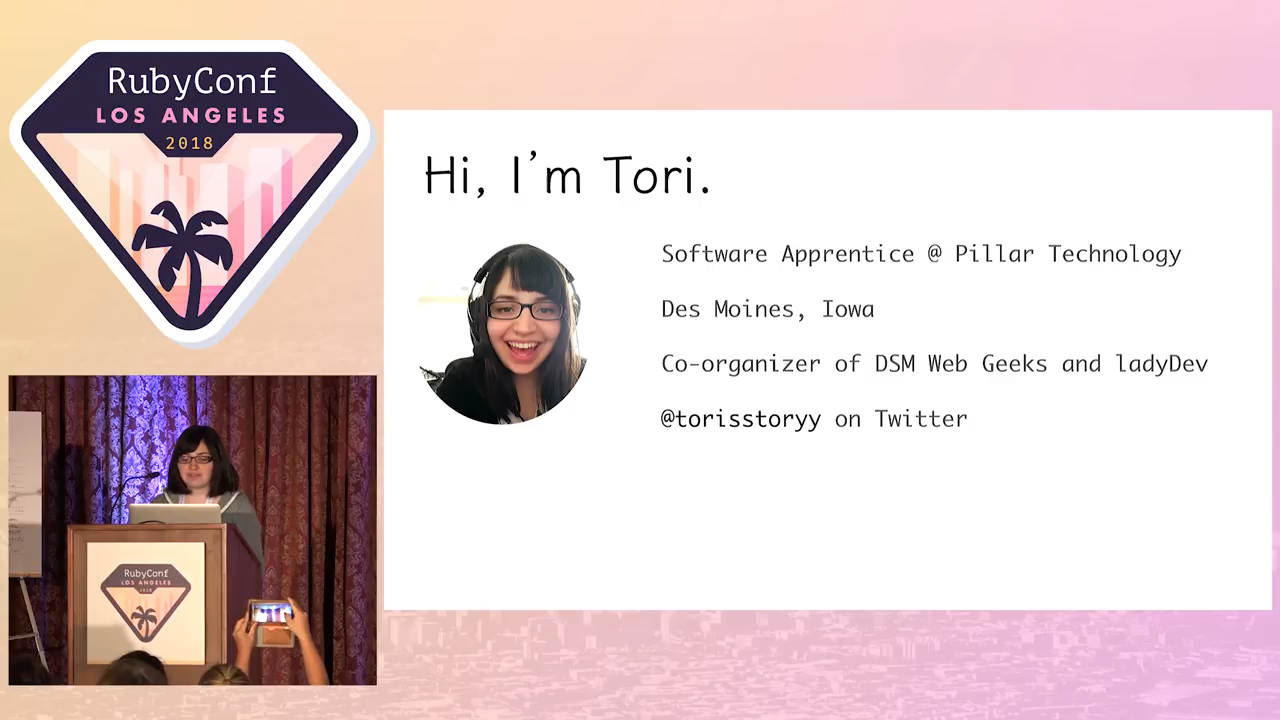 RubyConf
LOS ANGELES
2018
Hi, I'm Tori.
Software Apprentice @ Pillar Technology
Des Moines, Iowa
Co-organizer of DSM Web Geeks and ladyDev
@torisstoryy on Twitter
RubyConf
LOS ANGELES
2018